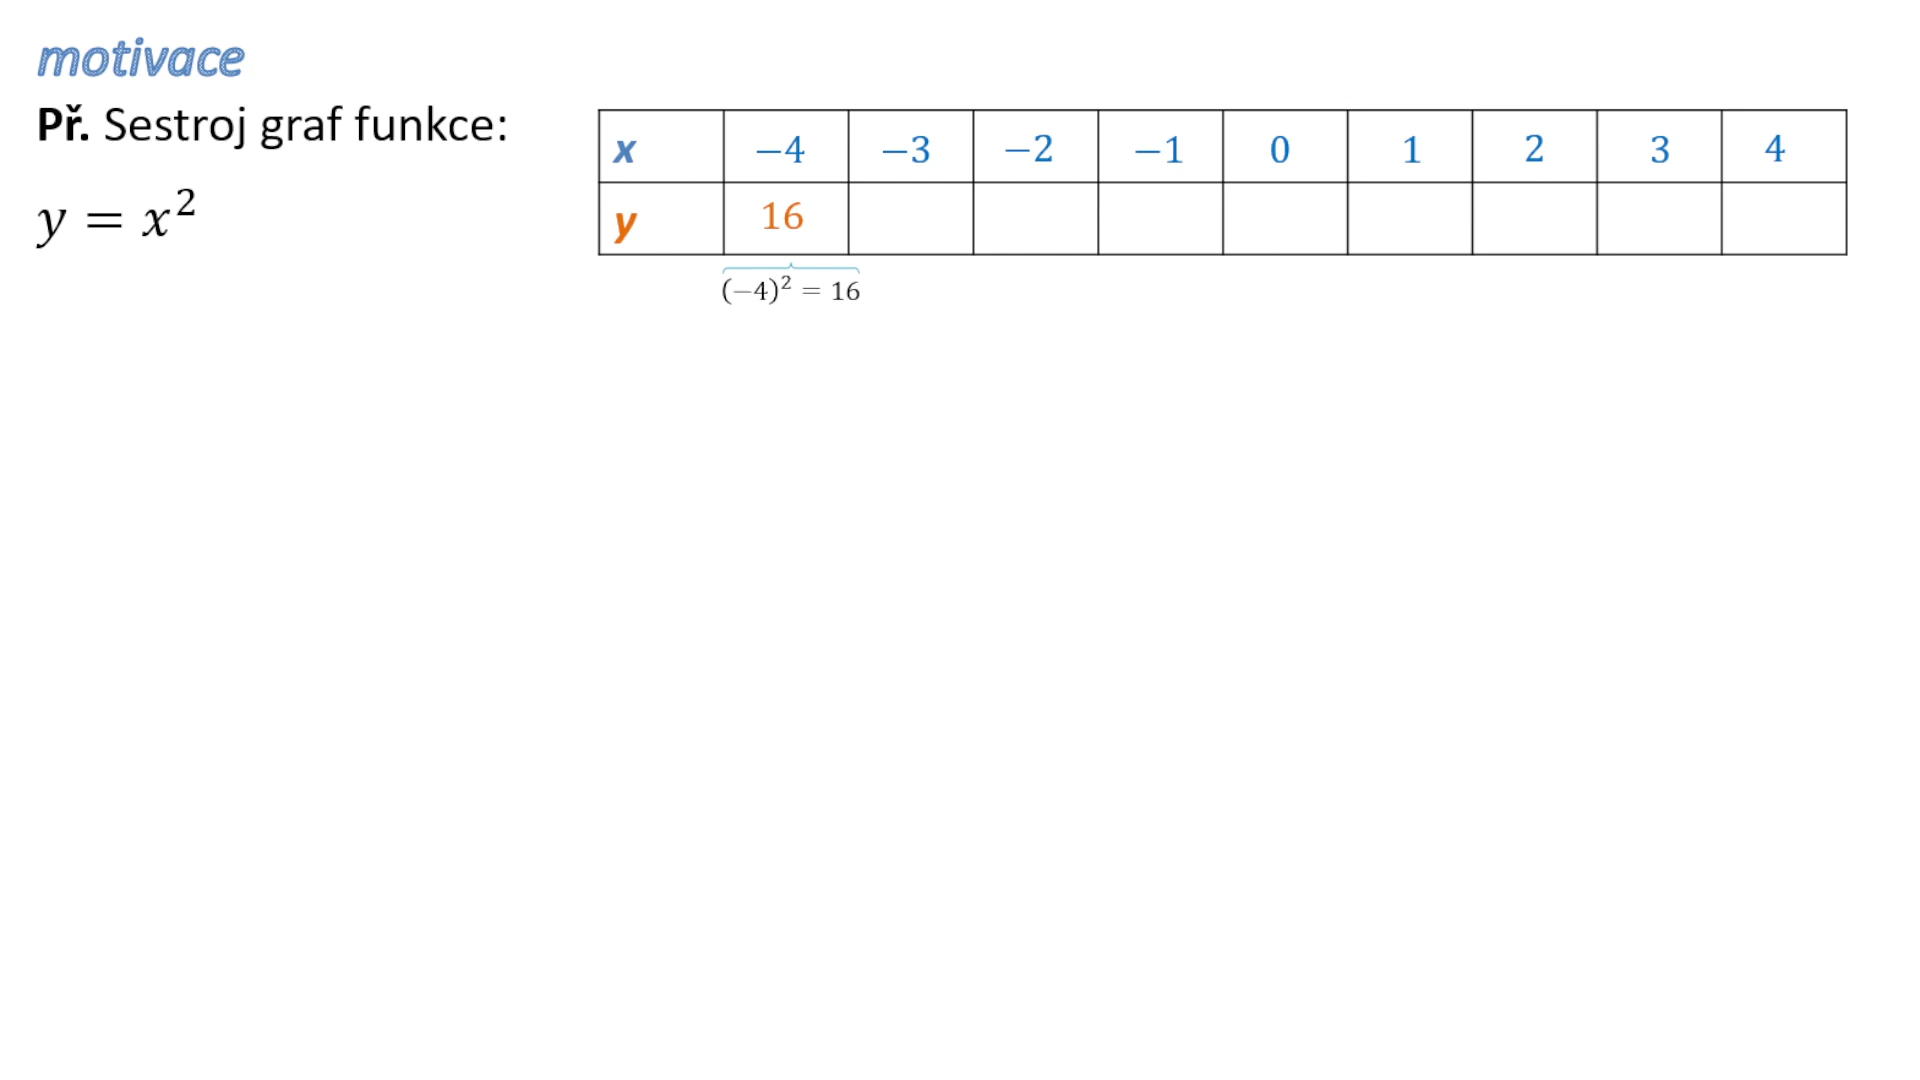 motivace
Př. Sestroj graf funkce:
y = x²
x −4 −3 −2 −1 0 1 2 3 4
y 16
(−4)² = 16